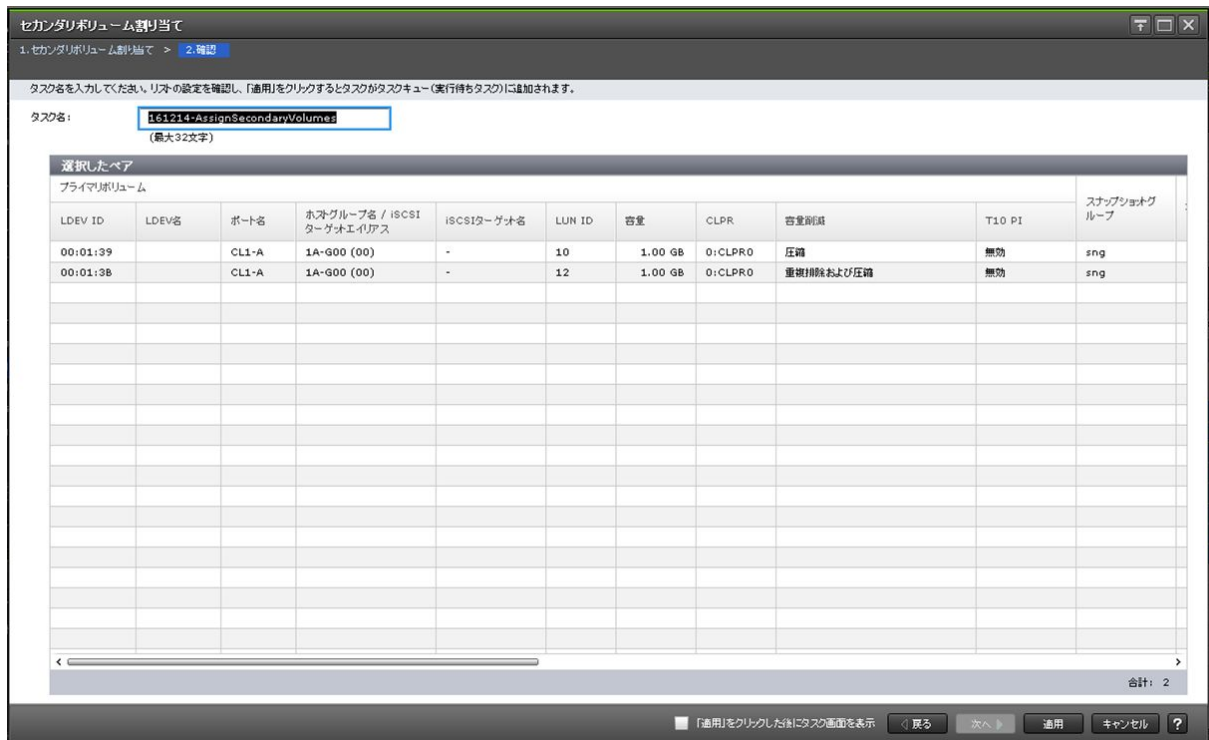 セカンダリボリューム割り当て
1.セカンダリボリューム割り当て > 2.確認
タスク名を入力してください。リストの設定を確認し、「適用」をクリックするとタスクがタスクキュー(実行待ちタスク)に追加されます。
タスク名: 161214-AssignSecondaryVolumes
(最大32文字)
選択したペア
プライマリボリューム
LDEV ID LDEV名 ポート名 ホストグループ名 / iSCSI ターゲットエイリアス iSCSIターゲット名 LUN ID 容量 CLPR 容量削減 T10 PI スナップショットグループ
00:01:39 CL1-A 1A-G00 (00) - 10 1.00 GB 0:CLPR0 圧縮 無効 sng
00:01:3B CL1-A 1A-G00 (00) - 12 1.00 GB 0:CLPR0 重複排除および圧縮 無効 sng
合計: 2
「適用」をクリックした後にタスク画面を表示 戻る 次へ 適用 キャンセル ?